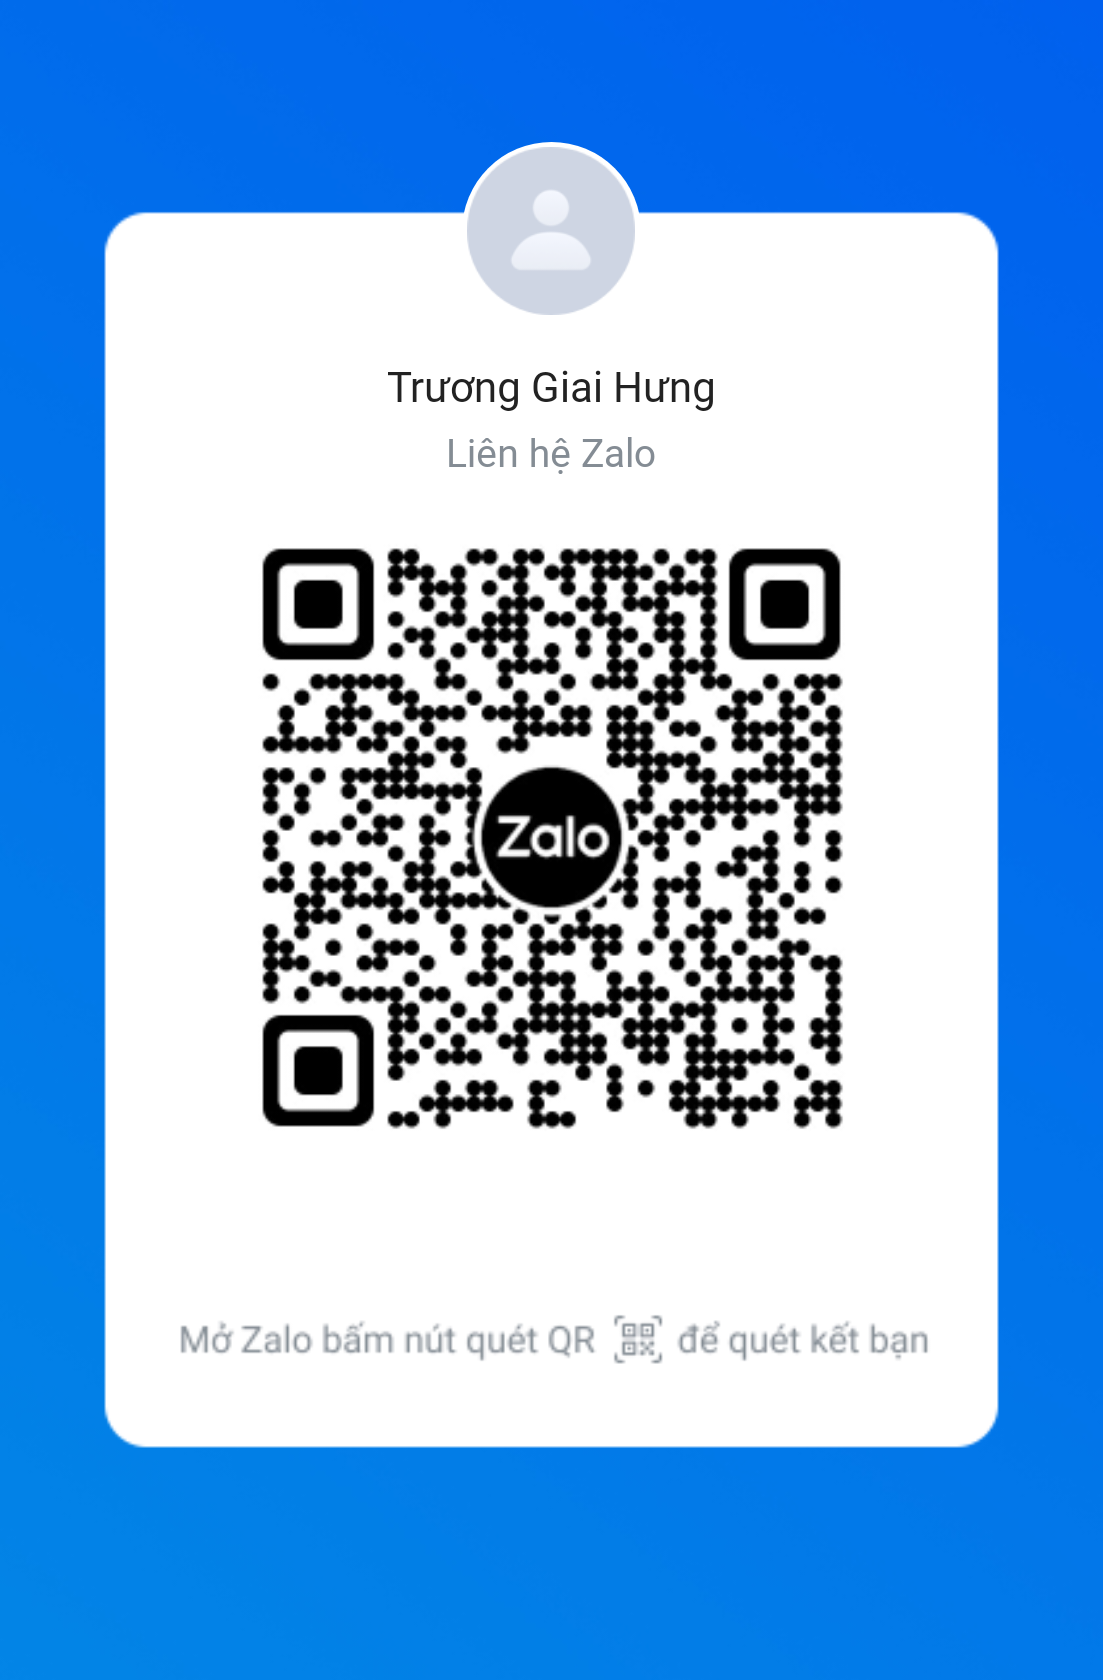 Trương Giai Hưng
Liên hệ Zalo
Zalo
Mở Zalo bấm nút quét QR để quét kết bạn